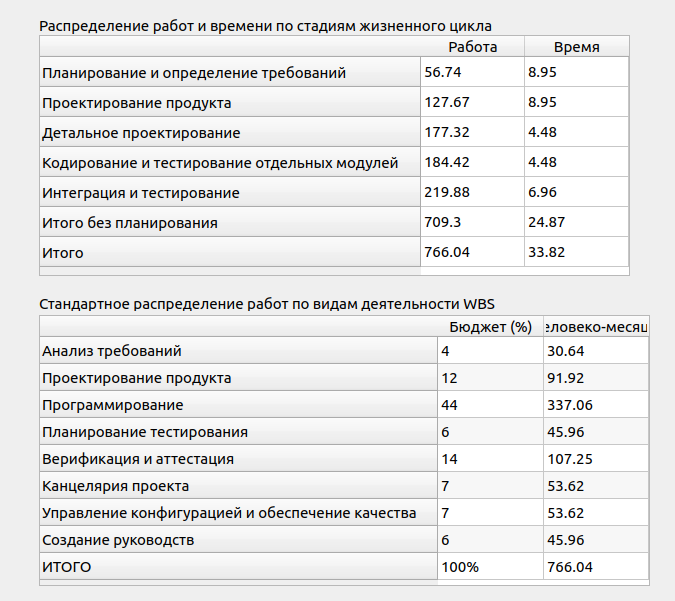 Распределение работ и времени по стадиям жизненного цикла
Работа Время
Планирование и определение требований 56.74 8.95
Проектирование продукта 127.67 8.95
Детальное проектирование 177.32 4.48
Кодирование и тестирование отдельных модулей 184.42 4.48
Интеграция и тестирование 219.88 6.96
Итого без планирования 709.3 24.87
Итого 766.04 33.82
Стандартное распределение работ по видам деятельности WBS
Бюджет (%) еловеко-месяц
Анализ требований 4 30.64
Проектирование продукта 12 91.92
Программирование 44 337.06
Планирование тестирования 6 45.96
Верификация и аттестация 14 107.25
Канцелярия проекта 7 53.62
Управление конфигурацией и обеспечение качества 7 53.62
Создание руководств 6 45.96
ИТОГО 100% 766.04